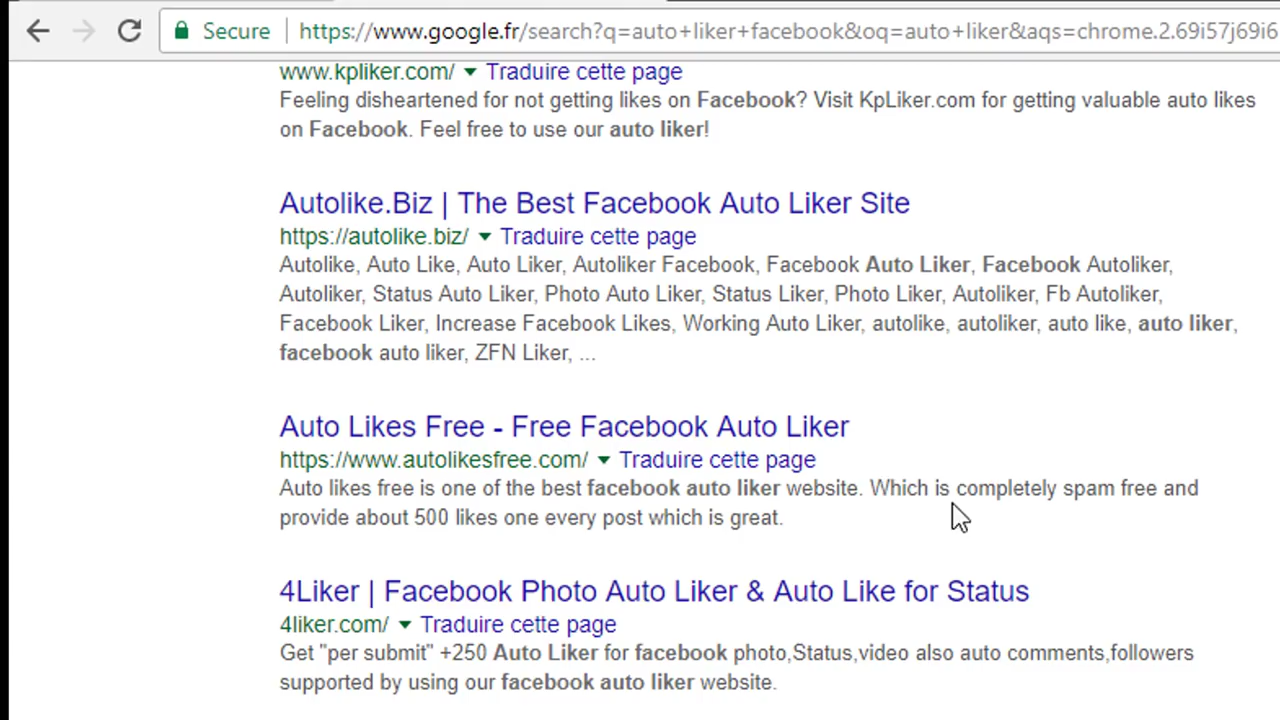 Secure https://www.google.fr/search?q=auto+liker+facebook&oq=auto+liker&aqs=chrome.2.69i57j69i6
www.kpliker.com/ ▼ Traduire cette page
Feeling disheartened for not getting likes on Facebook? Visit KpLiker.com for getting valuable auto likes
on Facebook. Feel free to use our auto liker!
Autolike.Biz | The Best Facebook Auto Liker Site
https://autolike.biz/ ▼ Traduire cette page
Autolike, Auto Like, Auto Liker, Autoliker Facebook, Facebook Auto Liker, Facebook Autoliker,
Autoliker, Status Auto Liker, Photo Auto Liker, Status Liker, Photo Liker, Autoliker, Fb Autoliker,
Facebook Liker, Increase Facebook Likes, Working Auto Liker, autolike, autoliker, auto like, auto liker,
facebook auto liker, ZFN Liker, ...
Auto Likes Free - Free Facebook Auto Liker
https://www.autolikesfree.com/ ▼ Traduire cette page
Auto likes free is one of the best facebook auto liker website. Which is completely spam free and
provide about 500 likes one every post which is great.
4Liker | Facebook Photo Auto Liker & Auto Like for Status
4liker.com/ ▼ Traduire cette page
Get "per submit" +250 Auto Liker for facebook photo,Status,video also auto comments,followers
supported by using our facebook auto liker website.